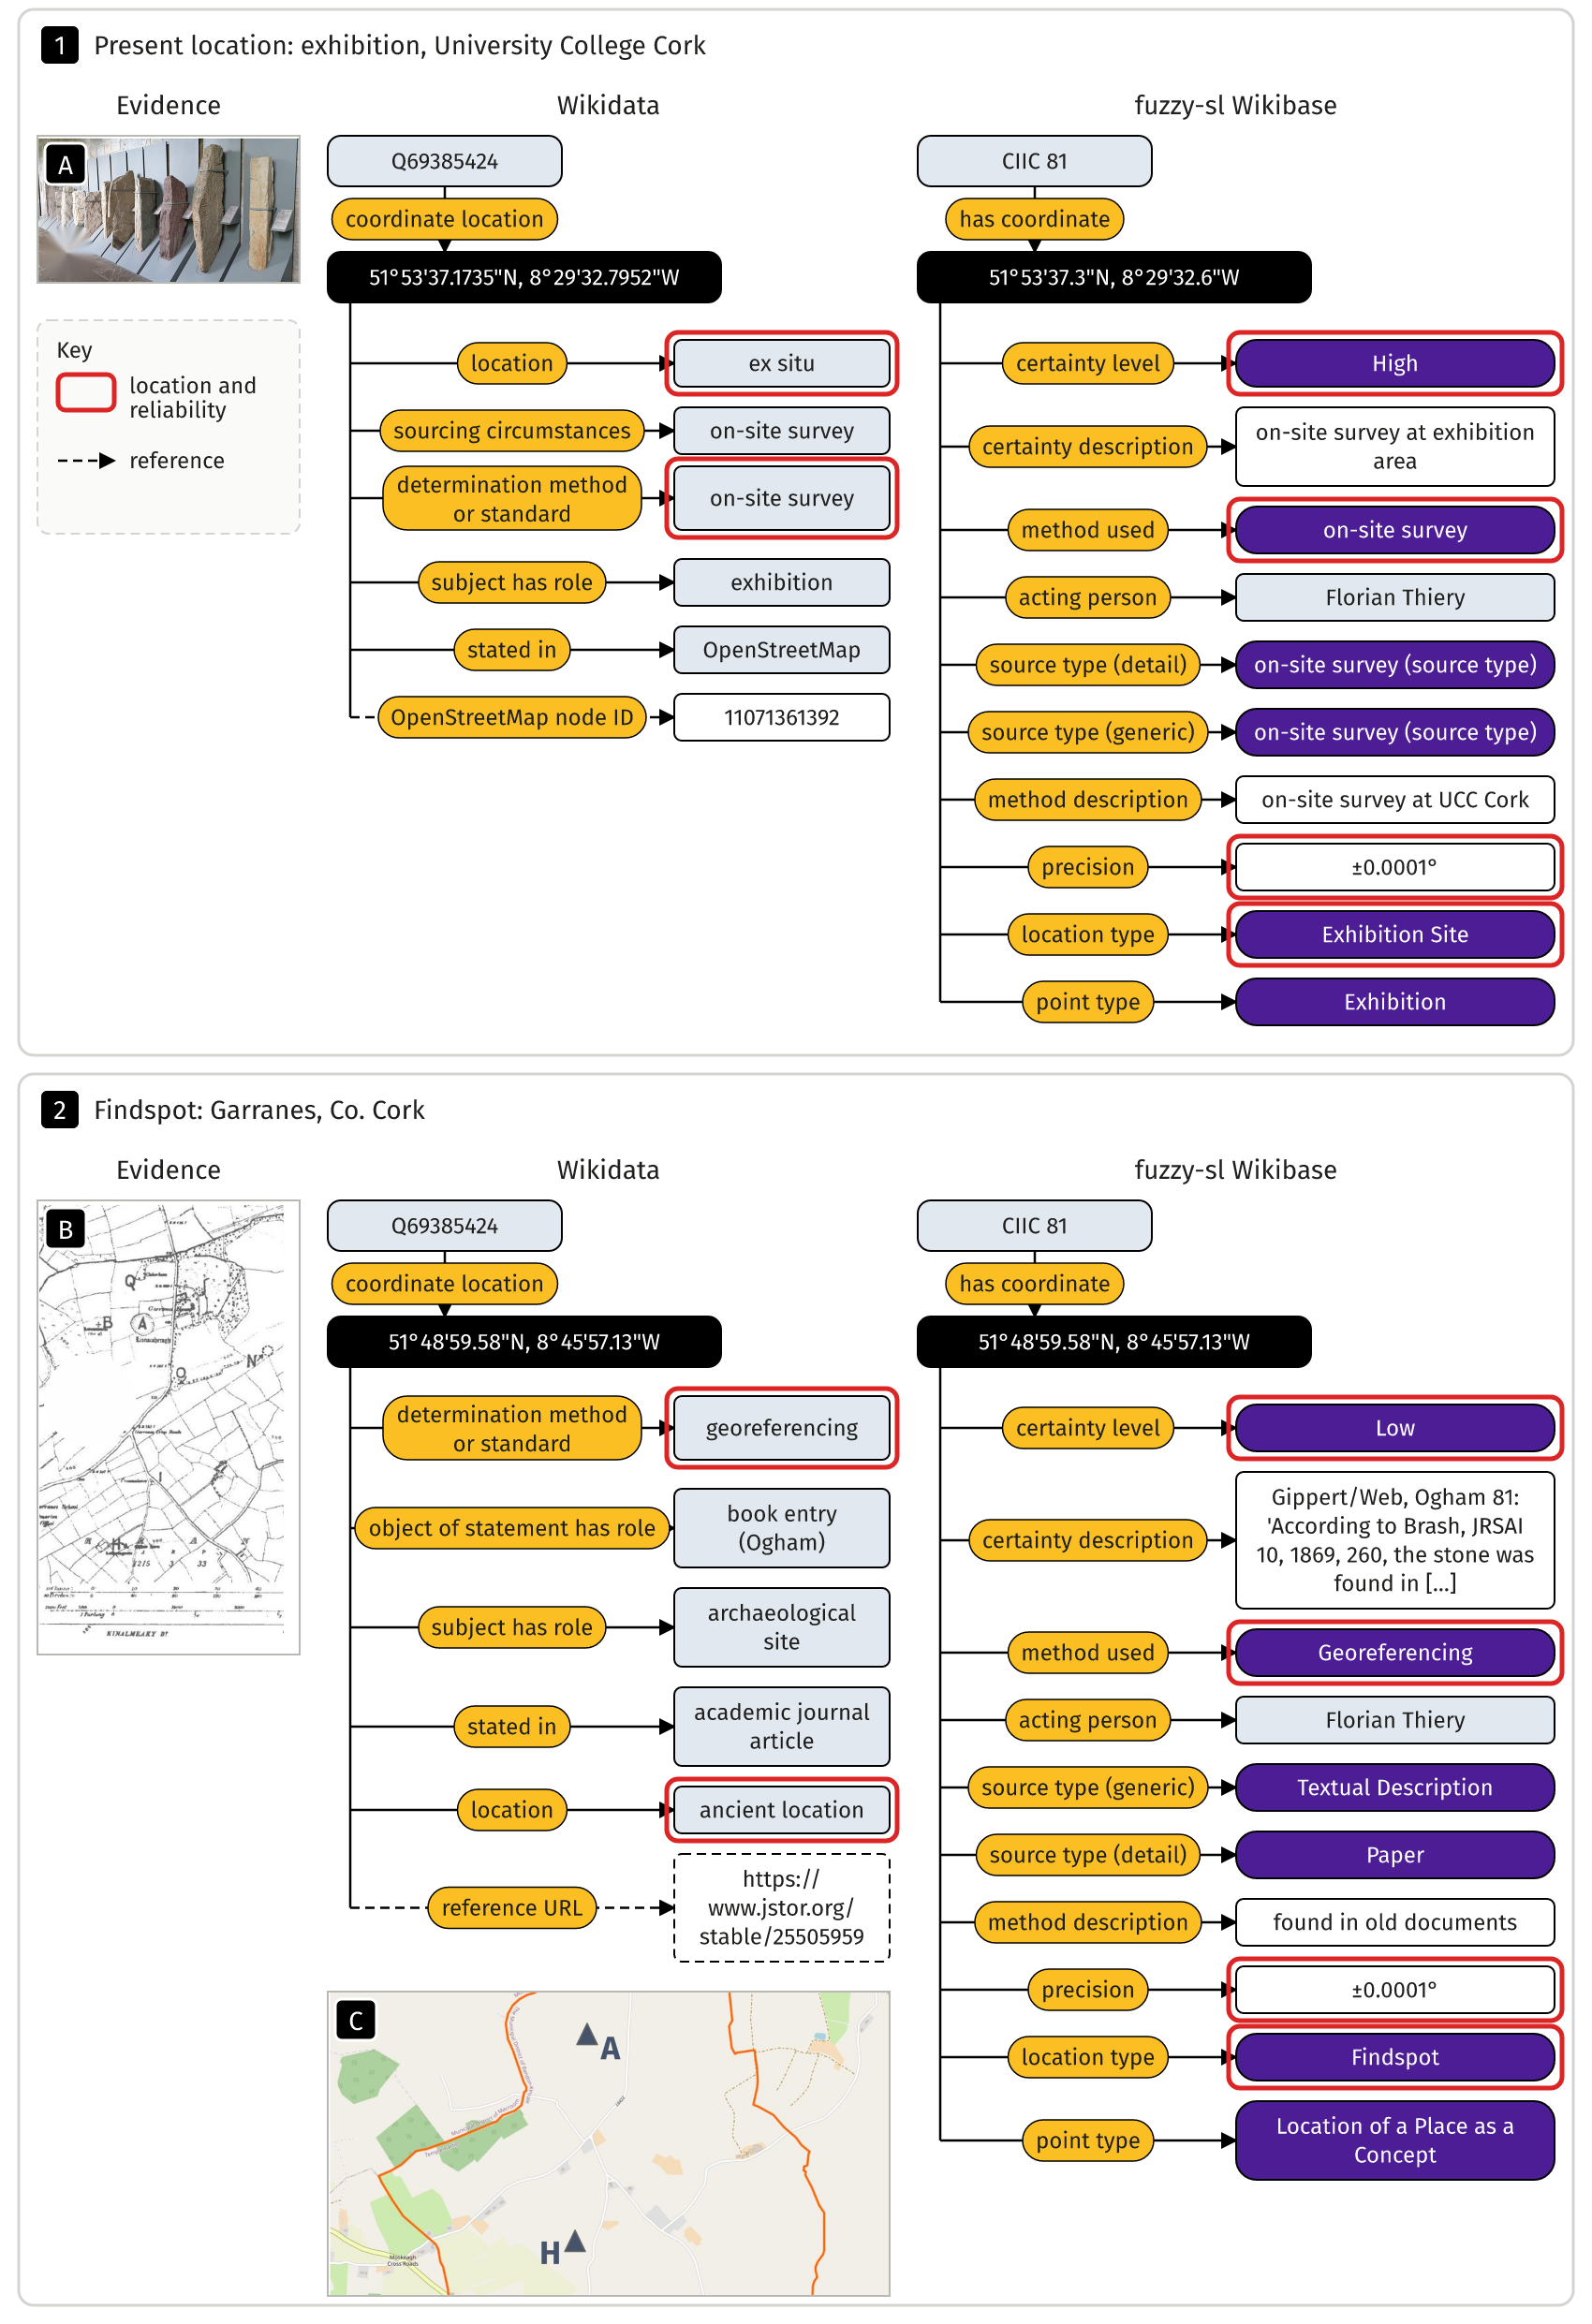 1 Present location: exhibition, University College Cork
Evidence
Wikidata
fuzzy-sl Wikibase
A
Key
location and
reliability
reference
Q69385424
coordinate location
51°53'37.1735"N, 8°29'32.7952"W
location
ex situ
sourcing circumstances
on-site survey
determination method
or standard
on-site survey
subject has role
exhibition
stated in
OpenStreetMap
OpenStreetMap node ID
11071361392
CIIC 81
has coordinate
51°53'37.3"N, 8°29'32.6"W
certainty level
High
certainty description
on-site survey at exhibition
area
method used
on-site survey
acting person
Florian Thiery
source type (detail)
on-site survey (source type)
source type (generic)
on-site survey (source type)
method description
on-site survey at UCC Cork
precision
±0.0001°
location type
Exhibition Site
point type
Exhibition
2 Findspot: Garranes, Co. Cork
Evidence
Wikidata
fuzzy-sl Wikibase
B
Q
B
A
O
N
I
H
KINALMEAKY
Q69385424
coordinate location
51°48'59.58"N, 8°45'57.13"W
determination method
or standard
georeferencing
object of statement has role
book entry
(Ogham)
subject has role
archaeological
site
stated in
academic journal
article
location
ancient location
reference URL
https://
www.jstor.org/
stable/25505959
C
A
H
Moskeagh
Cross Roads
CIIC 81
has coordinate
51°48'59.58"N, 8°45'57.13"W
certainty level
Low
certainty description
Gippert/Web, Ogham 81:
'According to Brash, JRSAI
10, 1869, 260, the stone was
found in [...]
method used
Georeferencing
acting person
Florian Thiery
source type (generic)
Textual Description
source type (detail)
Paper
method description
found in old documents
precision
±0.0001°
location type
Findspot
point type
Location of a Place as a
Concept